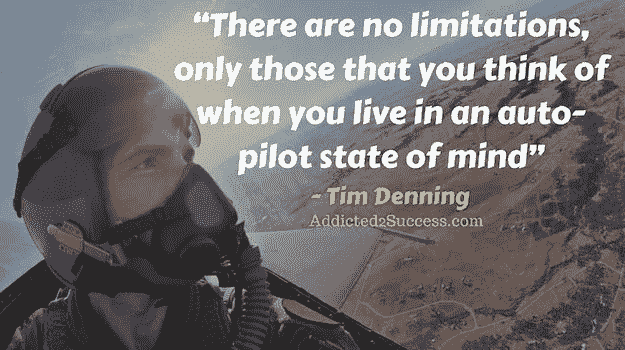 “There are no limitations,
only those that you think of
when you live in an auto-
pilot state of mind”
- Tim Denning
Addicted2Success.com